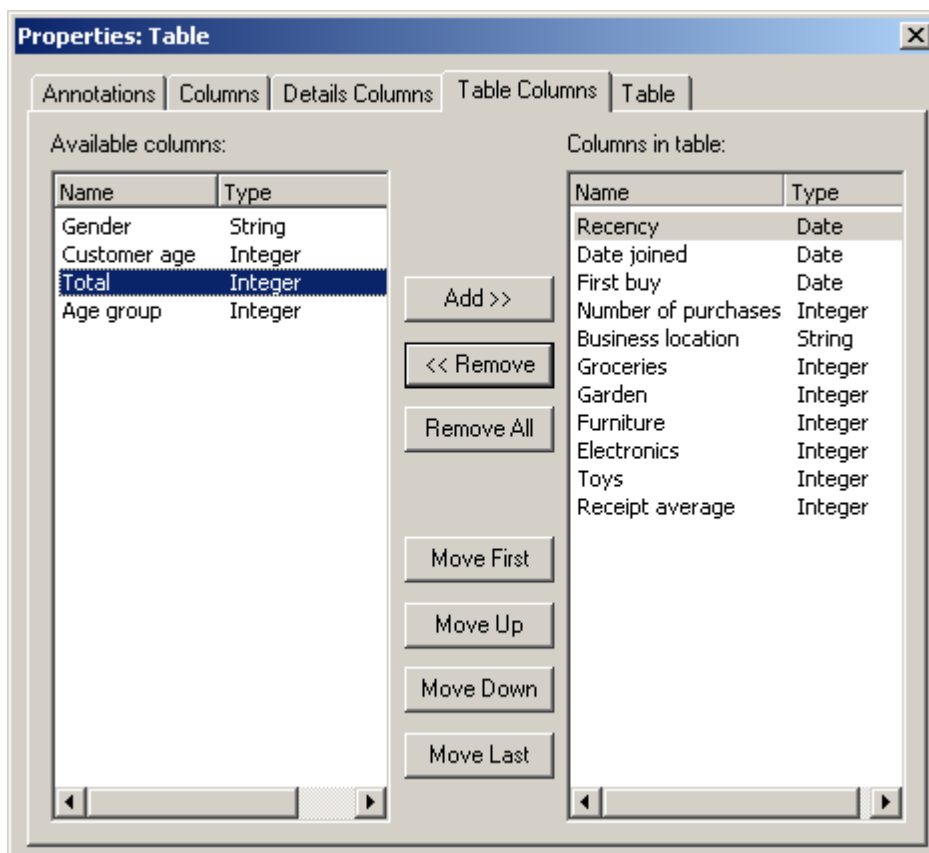 Properties: Table
Annotations Columns Details Columns Table Columns Table
Available columns:
Name Type
Gender String
Customer age Integer
Total Integer
Age group Integer
Add >>
<< Remove
Remove All
Move First
Move Up
Move Down
Move Last
Columns in table:
Name Type
Recency Date
Date joined Date
First buy Date
Number of purchases Integer
Business location String
Groceries Integer
Garden Integer
Furniture Integer
Electronics Integer
Toys Integer
Receipt average Integer